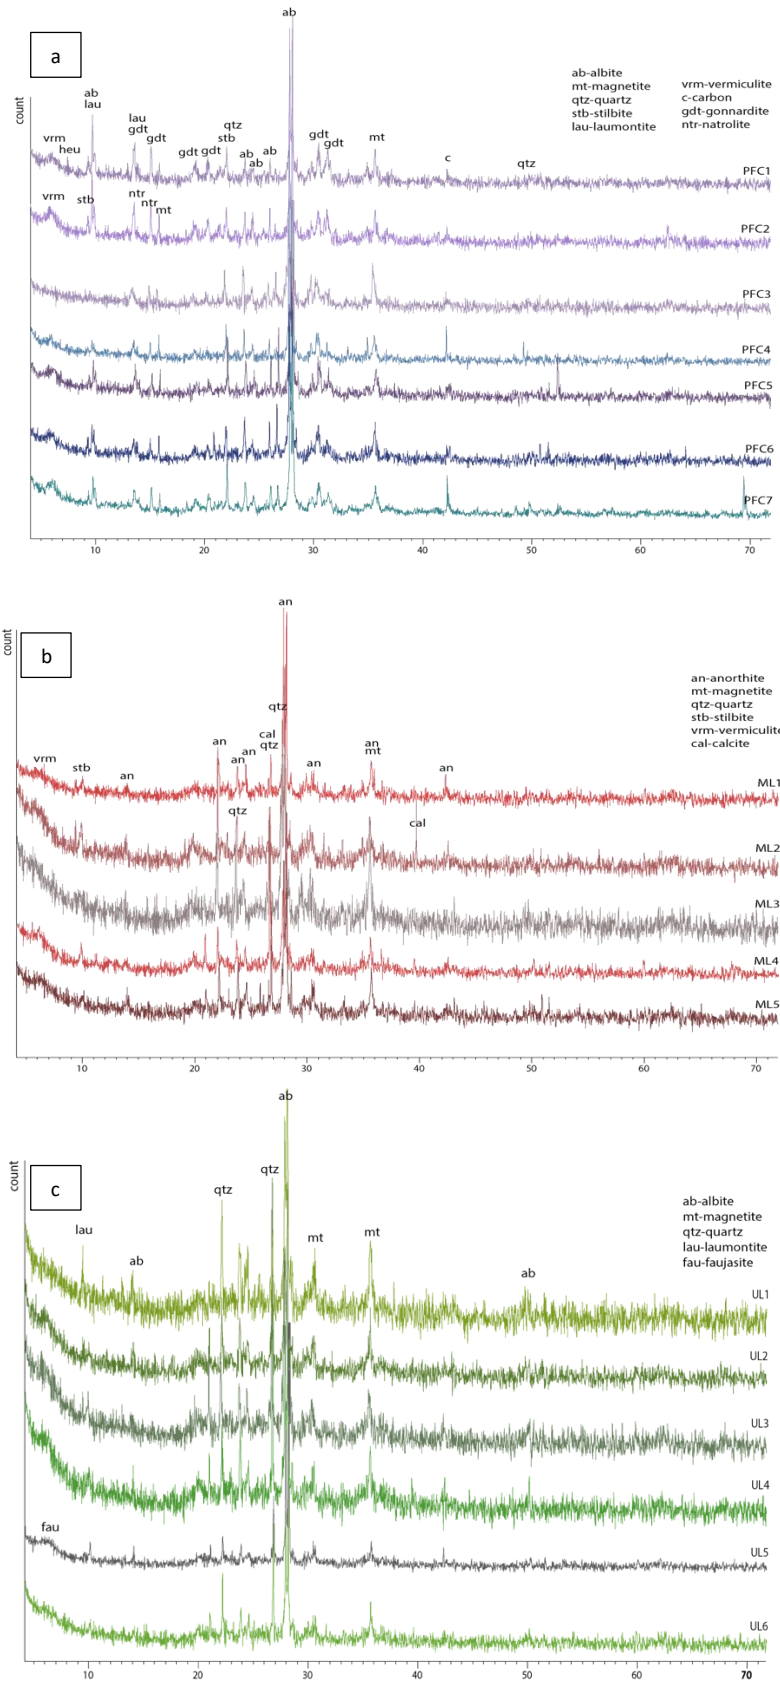 a
ab
ab-albite
mt-magnetite
qtz-quartz
stb-stilbite
lau-laumontite
vrm-vermiculite
c-carbon
gdt-gonnardite
ntr-natrolite
count
ab
lau
vrm
heu
lau
gdt
gdt
gdt
gdt
qtz
stb
ab
ab
ab
gdt
gdt
mt
c
qtz
PFC1
vrm
stb
ntr
ntr
mt
PFC2
PFC3
PFC4
PFC5
PFC6
PFC7
10 20 30 40 50 60 70
b
count
an
an-anorthite
mt-magnetite
qtz-quartz
stb-stilbite
vrm-vermiculite
cal-calcite
qtz
vrm
stb
an
an
an
an
cal
qtz
an
an
mt
an
ML1
qtz
cal
ML2
ML3
ML4
ML5
10 20 30 40 50 60 70
c
count
ab
ab-albite
mt-magnetite
qtz-quartz
lau-laumontite
fau-faujasite
qtz
qtz
lau
ab
mt
mt
ab
UL1
UL2
UL3
UL4
fau
UL5
UL6
10 20 30 40 50 60 70